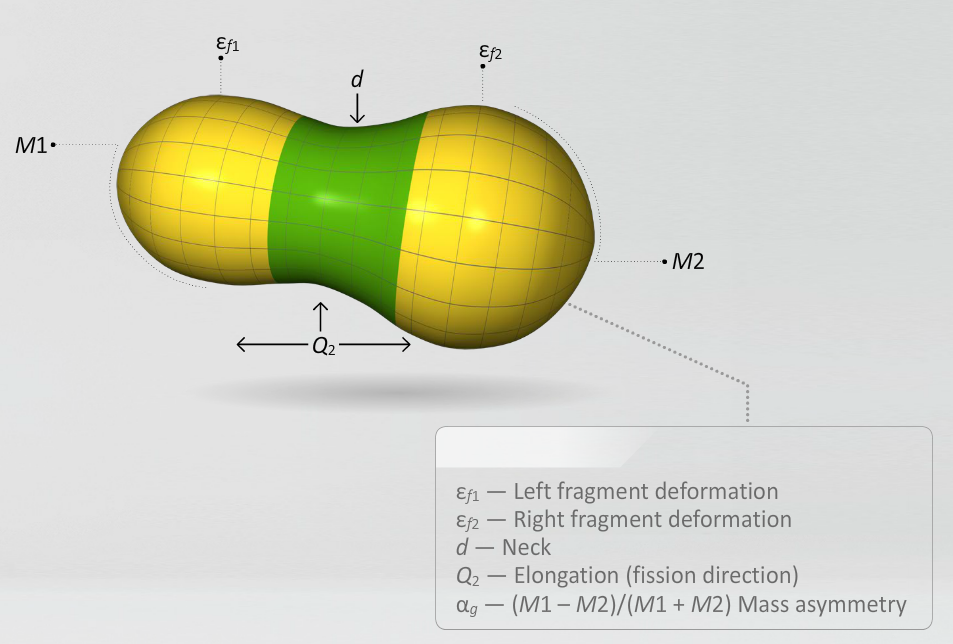 εf1
εf2
d
M1
M2
Q2
εf1 — Left fragment deformation
εf2 — Right fragment deformation
d — Neck
Q2 — Elongation (fission direction)
αg — (M1 – M2)/(M1 + M2) Mass asymmetry